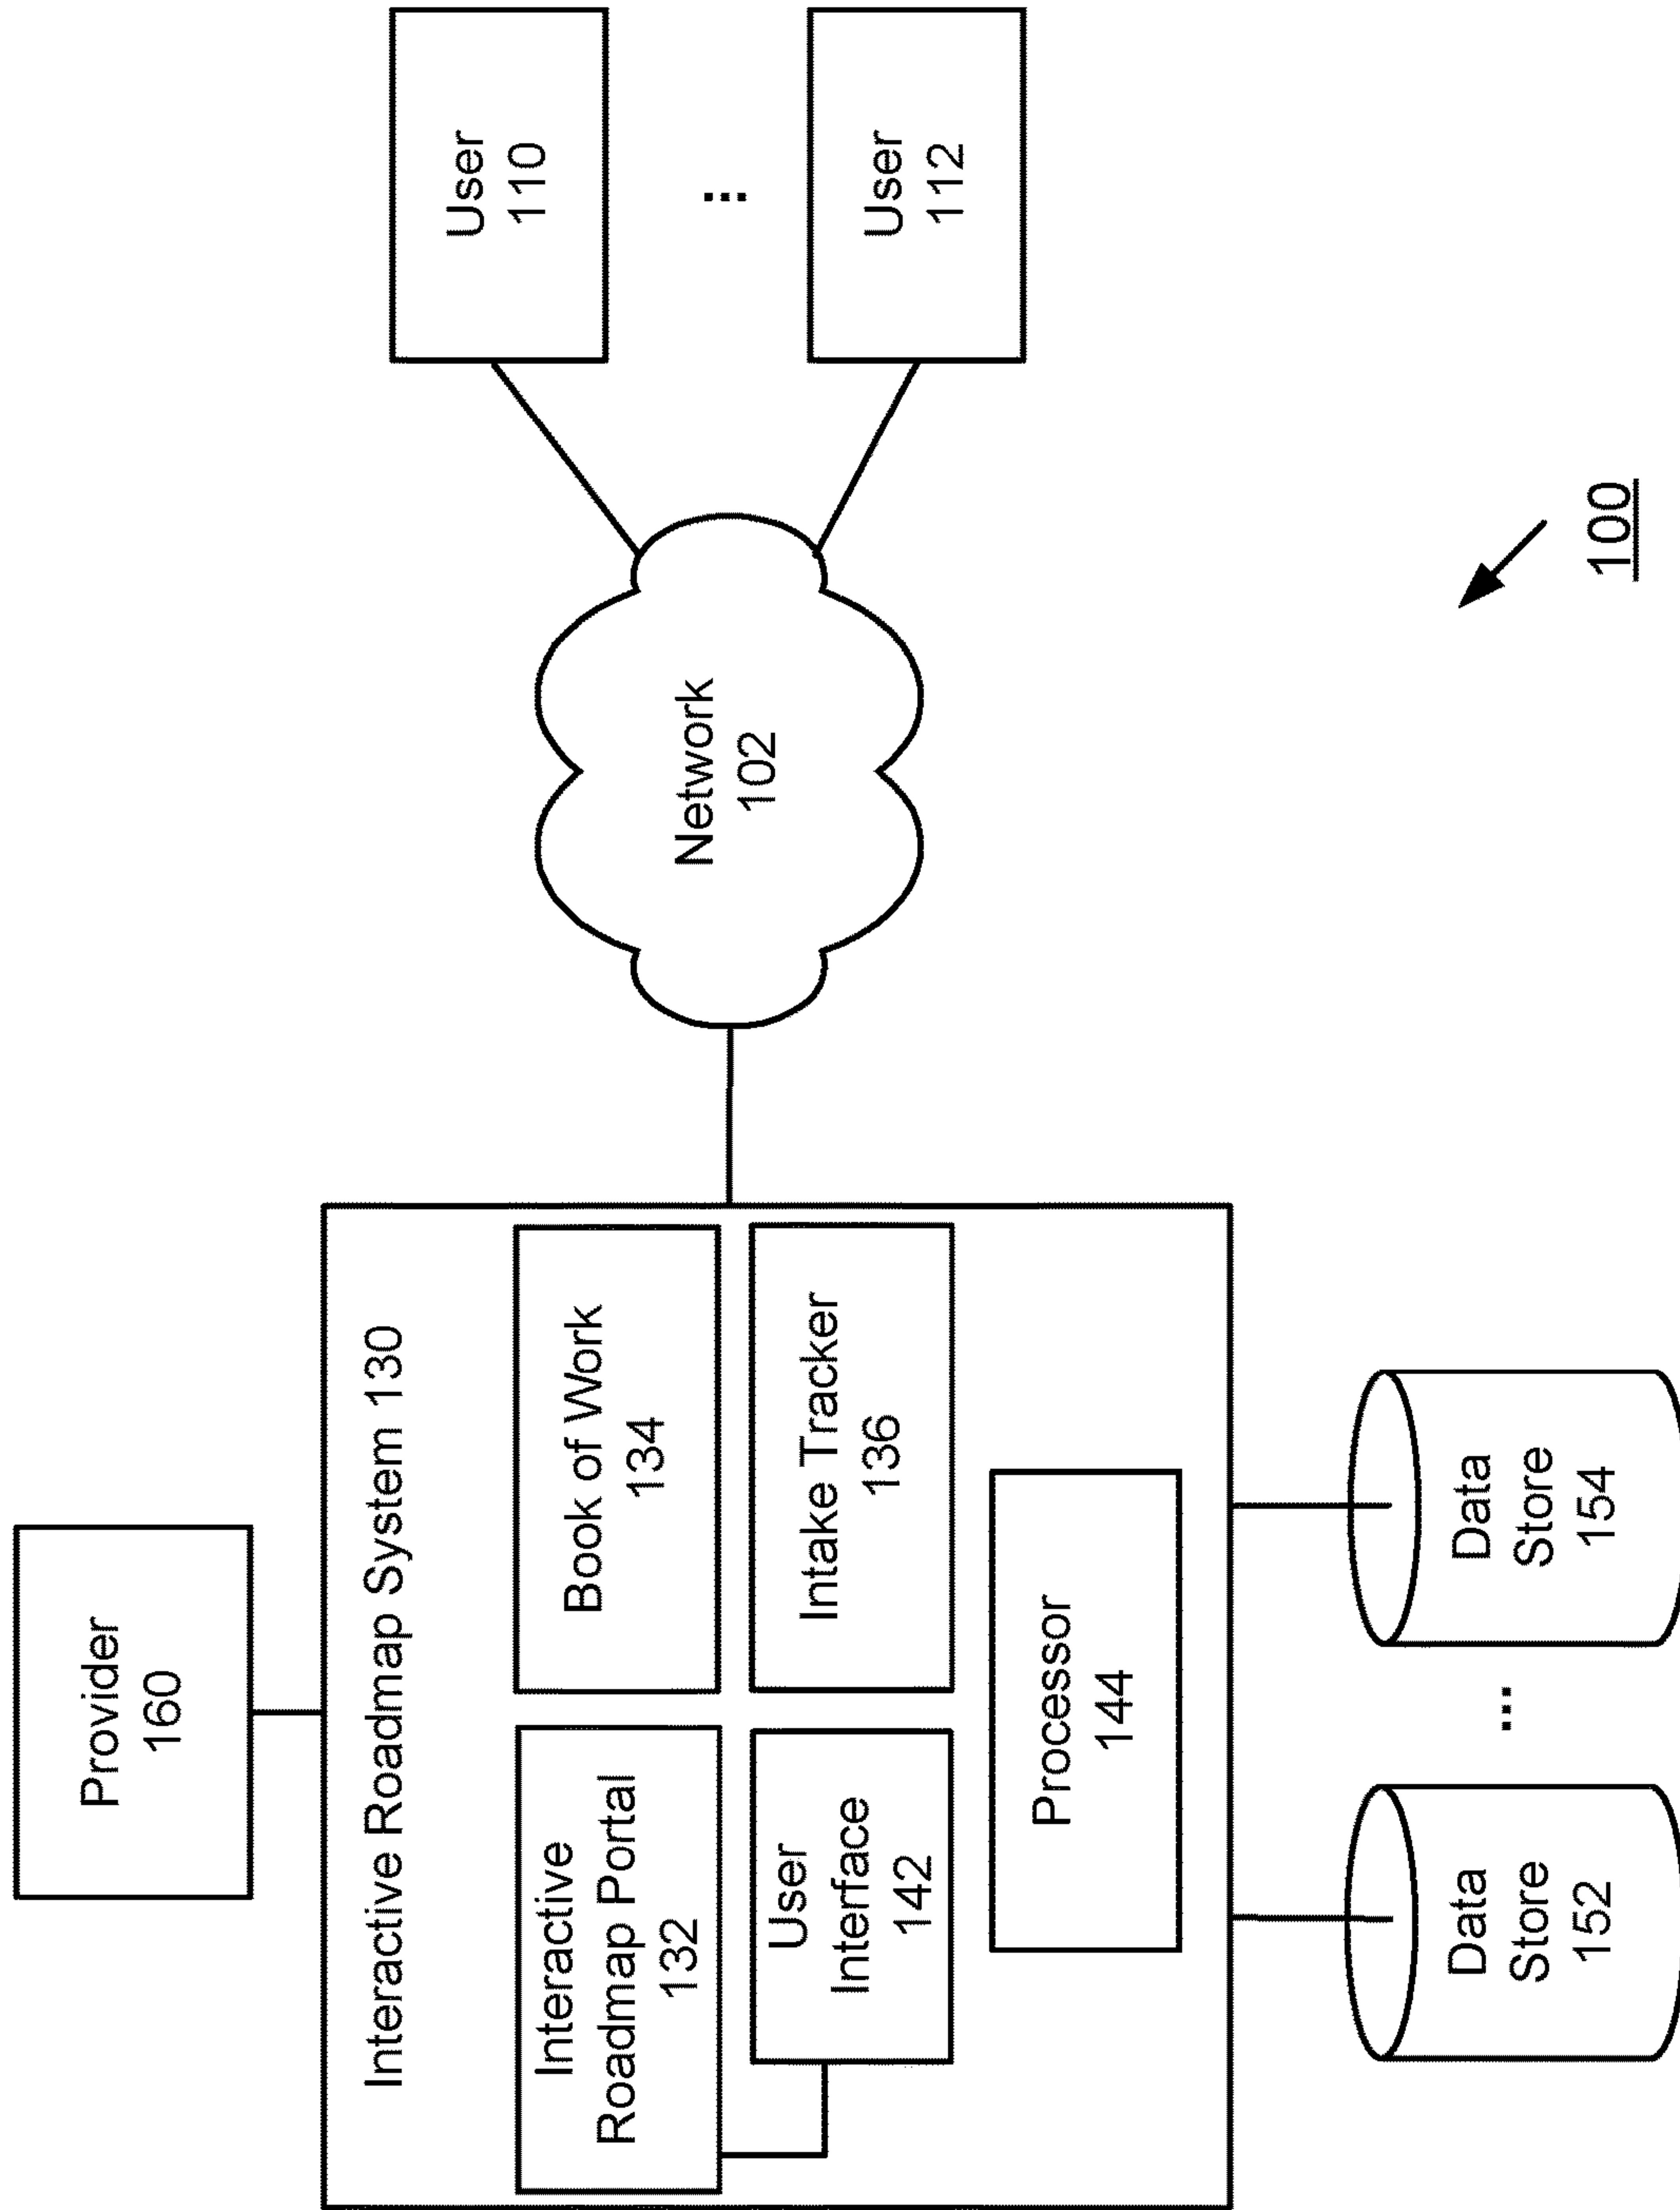 Provider
160
Interactive Roadmap System 130
Interactive
Roadmap Portal
132
Book of Work
134
User
Interface
142
Intake Tracker
136
Processor
144
Data
Store
152
...
Data
Store
154
Network
102
User
110
...
User
112
100